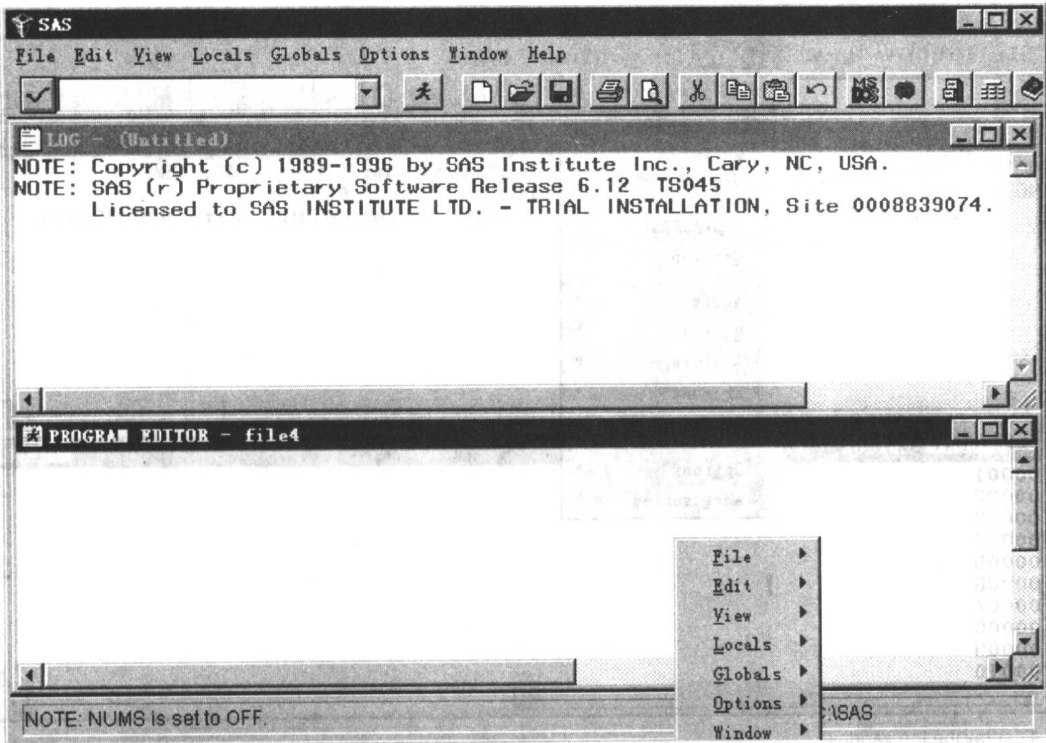 SAS
File Edit View Locals Globals Options Window Help
MS DOS
LOG - (Untitled)
NOTE: Copyright (c) 1989-1996 by SAS Institute Inc., Cary, NC, USA.
NOTE: SAS (r) Proprietary Software Release 6.12 TS045
Licensed to SAS INSTITUTE LTD. - TRIAL INSTALLATION, Site 0008839074.
PROGRAM EDITOR - file4
File
Edit
View
Locals
Globals
Options
Window
NOTE: NUMS is set to OFF.
:\SAS